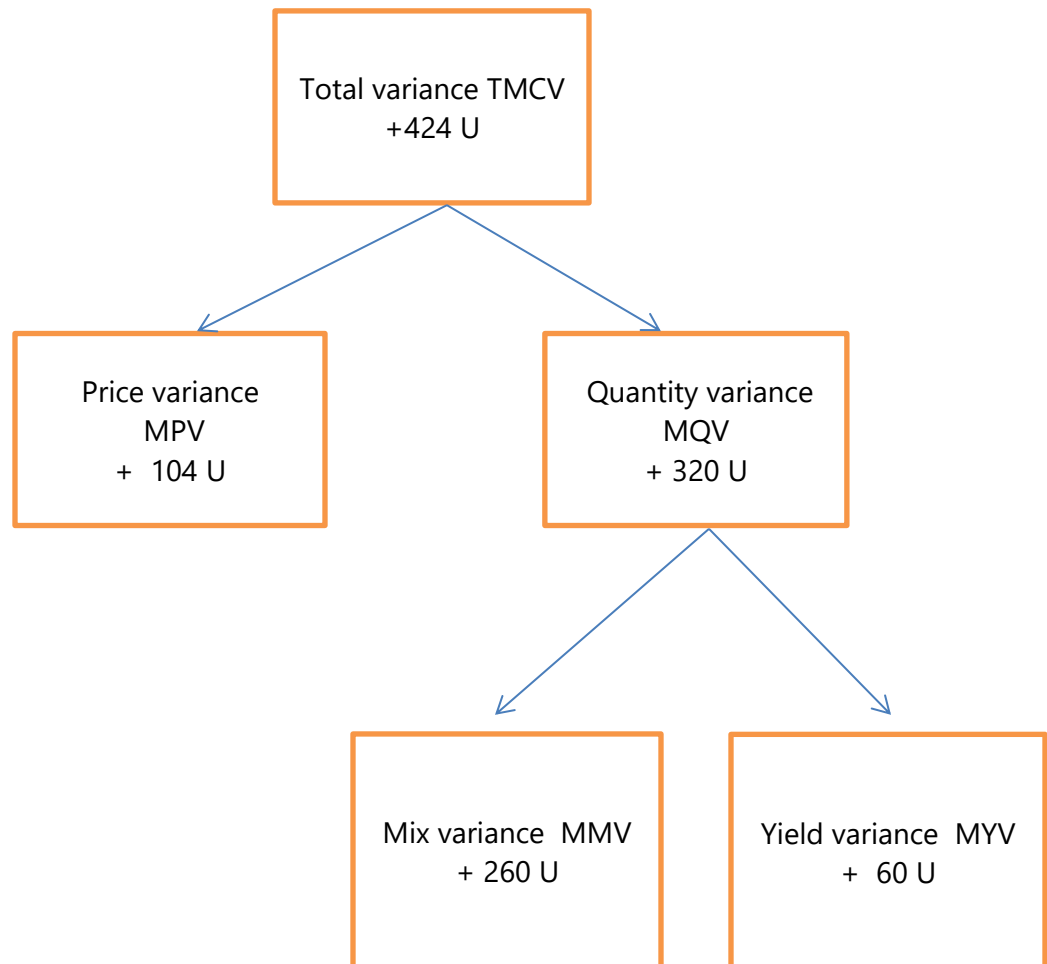 Total variance TMCV
+424 U
Price variance
MPV
+ 104 U
Quantity variance
MQV
+ 320 U
Mix variance MMV
+ 260 U
Yield variance MYV
+ 60 U